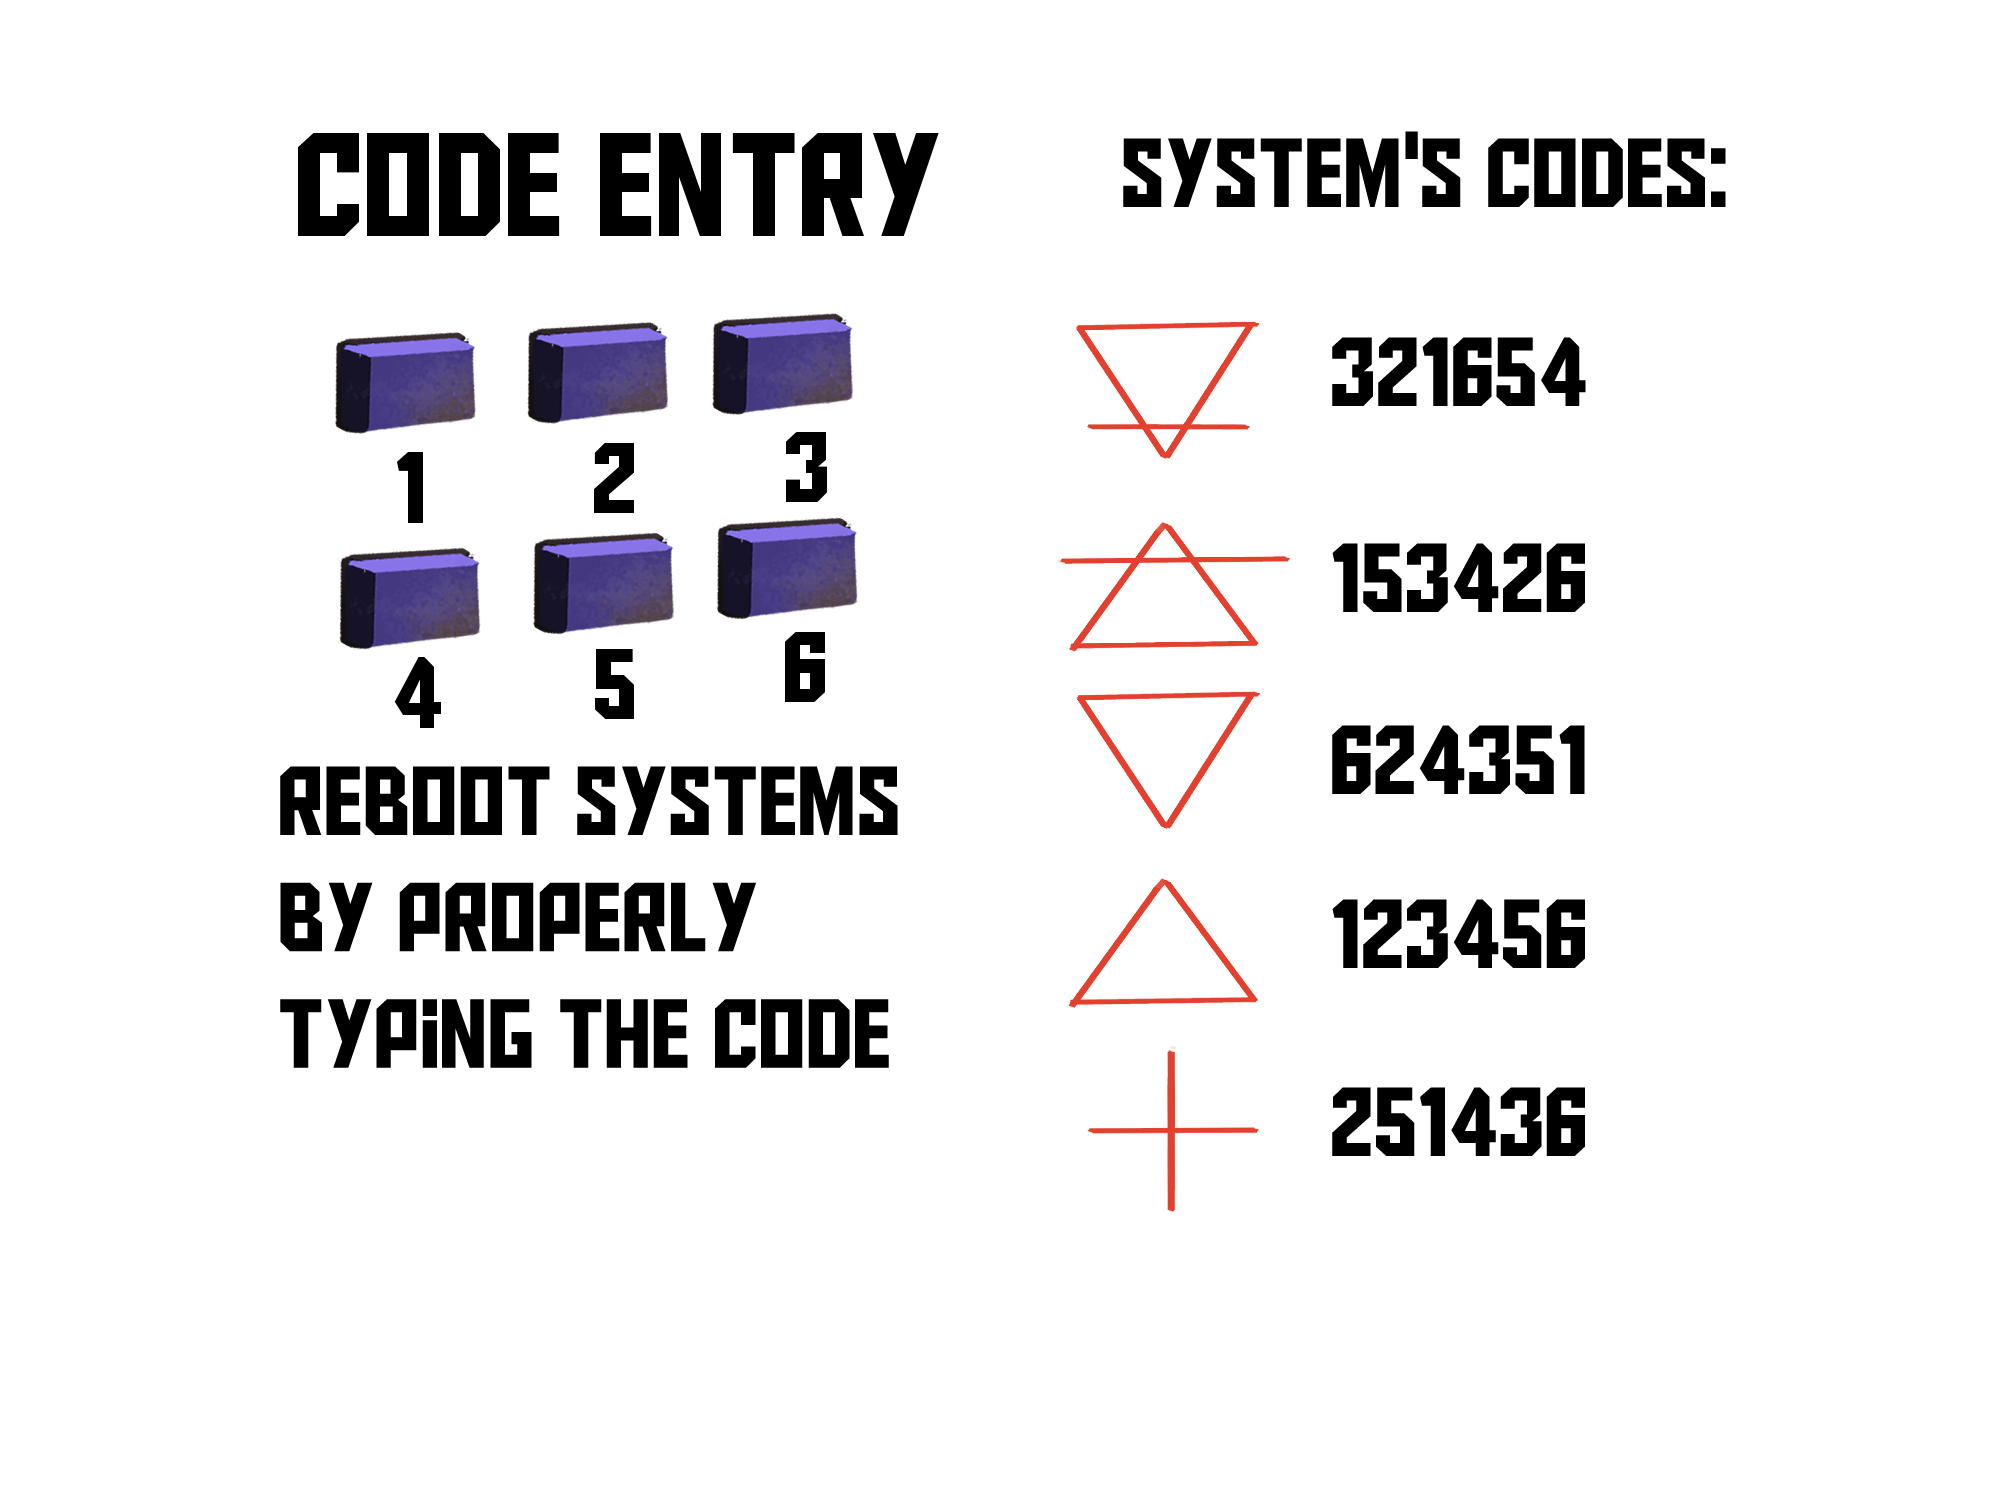 CODE ENTRY
1 2 3
4 5 6
REBOOT SYSTEMS
BY PROPERLY
TYPiNG THE CODE
SYSTEM'S CODES:
321654
153426
624351
123456
251436